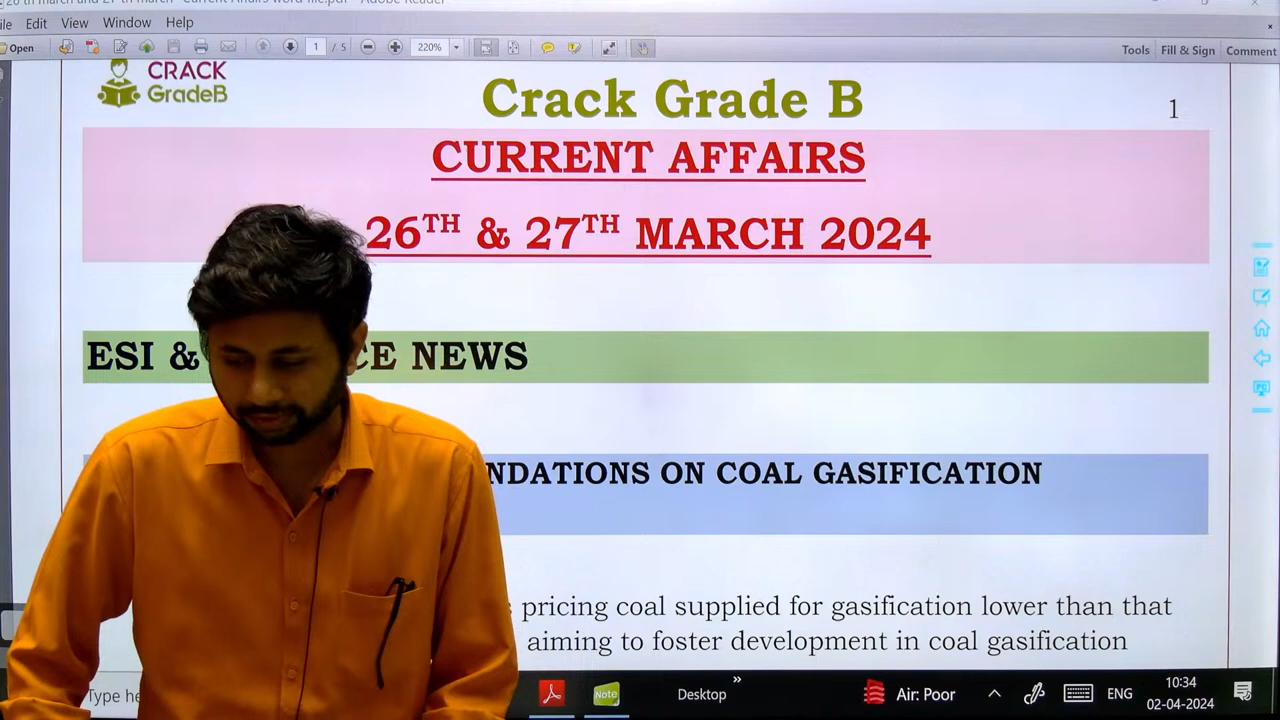 File Edit View Window Help
Open 1 / 5 220% Tools Fill & Sign Comment
CRACK
GradeB
Crack Grade B
1
CURRENT AFFAIRS
26TH & 27TH MARCH 2024
ESI & CE NEWS
NDATIONS ON COAL GASIFICATION
pricing coal supplied for gasification lower than that
aiming to foster development in coal gasification
Type he
Note
Desktop
Air: Poor
ENG
10:34
02-04-2024